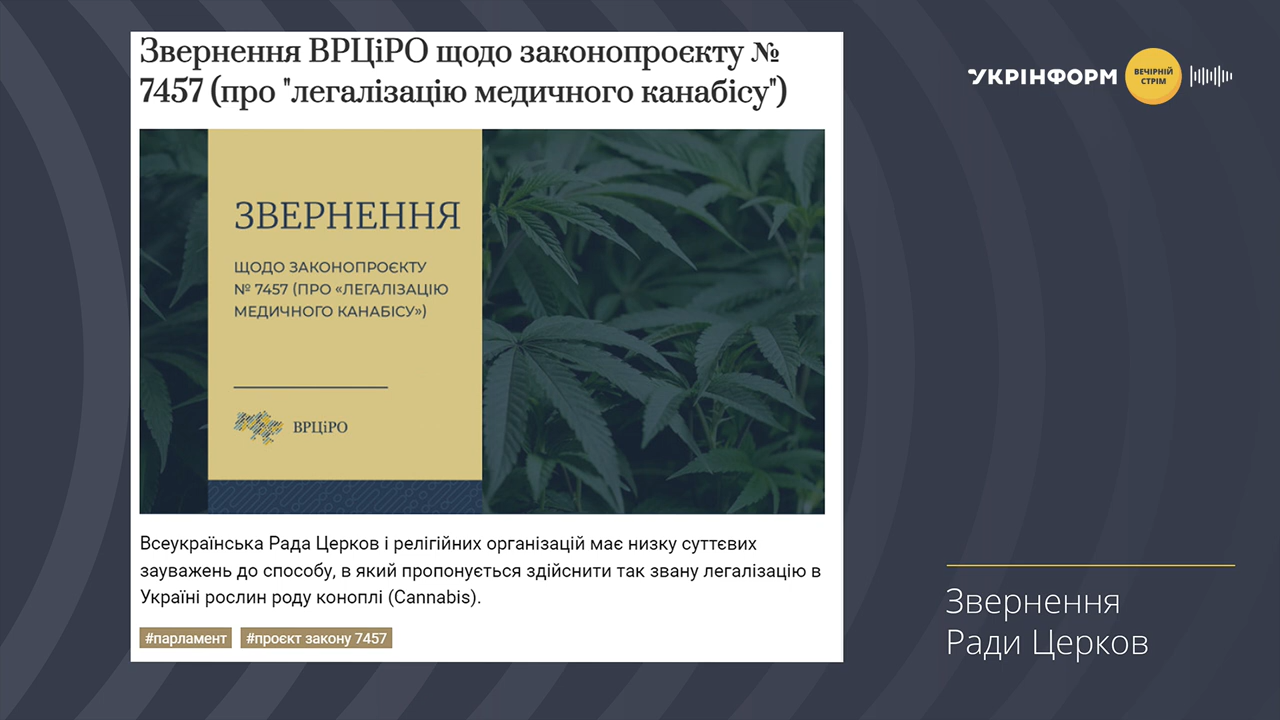 Звернення ВРЦіРО щодо законопроєкту №
7457 (про "легалізацію медичного канабісу")
УКРІНФОРМ
ВЕЧІРНІЙ
СТРІМ
ЗВЕРНЕННЯ
ЩОДО ЗАКОНОПРОЄКТУ
№ 7457 (ПРО «ЛЕГАЛІЗАЦІЮ
МЕДИЧНОГО КАНАБІСУ»)
ВРЦіРО
Всеукраїнська Рада Церков і релігійних організацій має низку суттєвих
зауважень до способу, в який пропонується здійснити так звану легалізацію в
Україні рослин роду коноплі (Cannabis).
#парламент #проєкт закону 7457
Звернення
Ради Церков